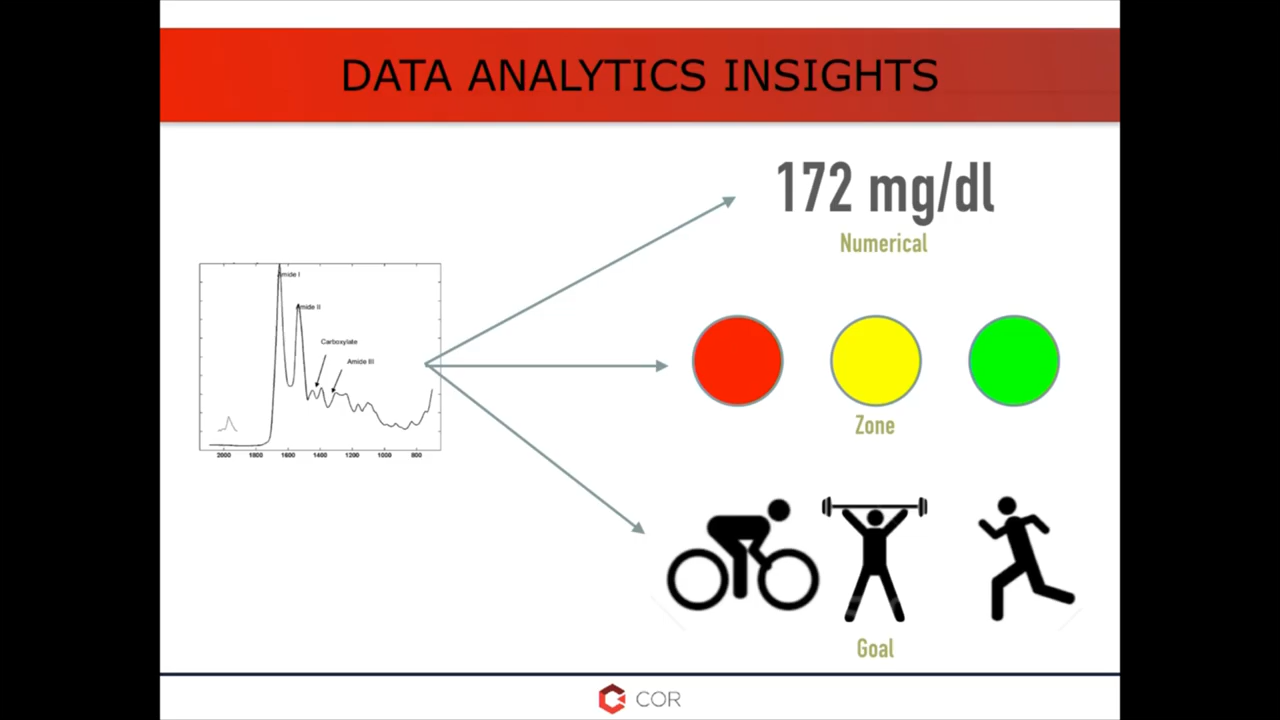 DATA ANALYTICS INSIGHTS
172 mg/dl
Numerical
Amide I
Amide II
Carboxylate
Amide III
2000 1800 1600 1400 1200 1000 800
Zone
Goal
COR